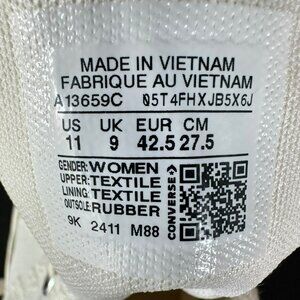 MADE IN VIETNAM
FABRIQUE AU VIETNAM
A13659C 05T4FHXJB5X6J
US UK EUR CM
11 9 42.5 27.5
GENDER: WOMEN
UPPER: TEXTILE
LINING: TEXTILE
OUTSOLE: RUBBER
CONVERSE
9K 2411 M88